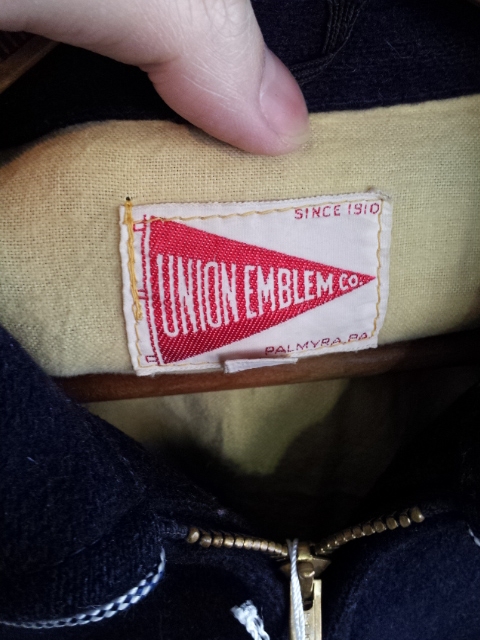 SINCE 1910
UNION EMBLEM CO.
PALMYRA, PA.